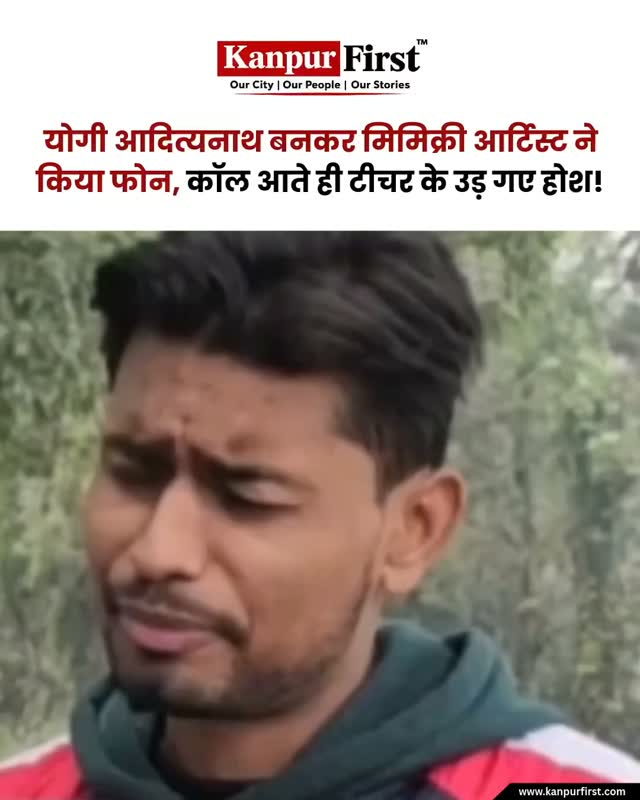 Kanpur First™
Our City | Our People | Our Stories
योगी आदित्यनाथ बनकर मिमिक्री आर्टिस्ट ने
किया फोन, कॉल आते ही टीचर के उड़ गए होश!
www.kanpurfirst.com